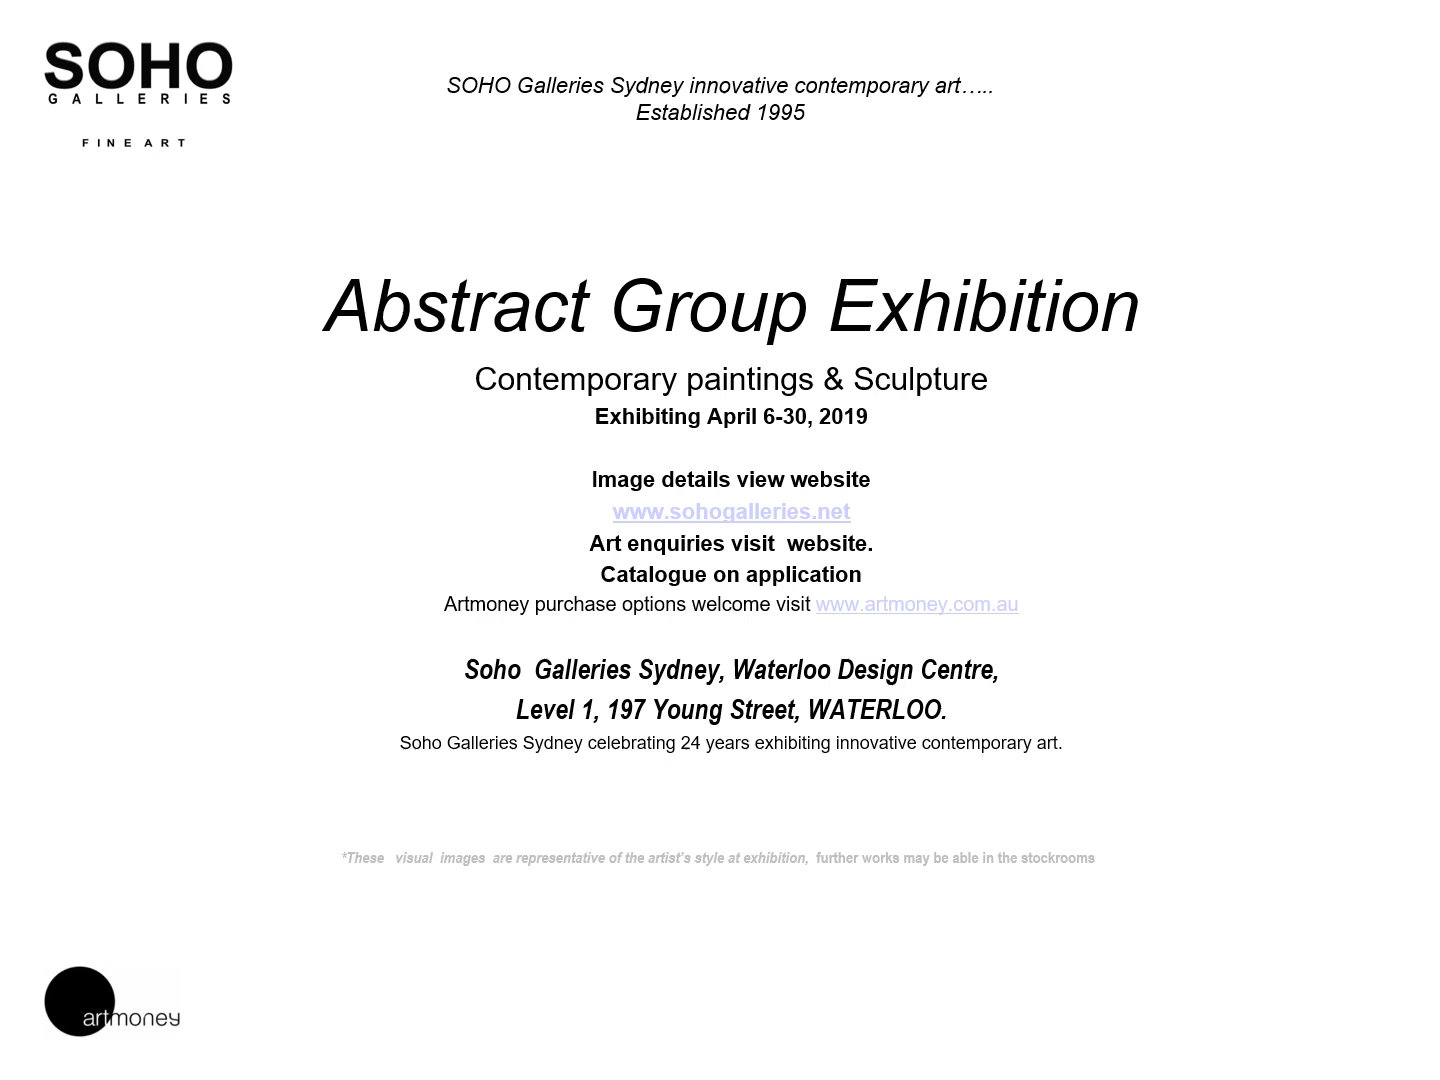 SOHO
GALLERIES
FINE ART
SOHO Galleries Sydney innovative contemporary art…..
Established 1995
Abstract Group Exhibition
Contemporary paintings & Sculpture
Exhibiting April 6-30, 2019
Image details view website
www.sohogalleries.net
Art enquiries visit  website.
Catalogue on application
Artmoney purchase options welcome visit www.artmoney.com.au
Soho  Galleries Sydney, Waterloo Design Centre,
Level 1, 197 Young Street, WATERLOO.
Soho Galleries Sydney celebrating 24 years exhibiting innovative contemporary art.
*These   visual  images  are representative of the artist's style at exhibition,  further works may be able in the stockrooms
artmoney